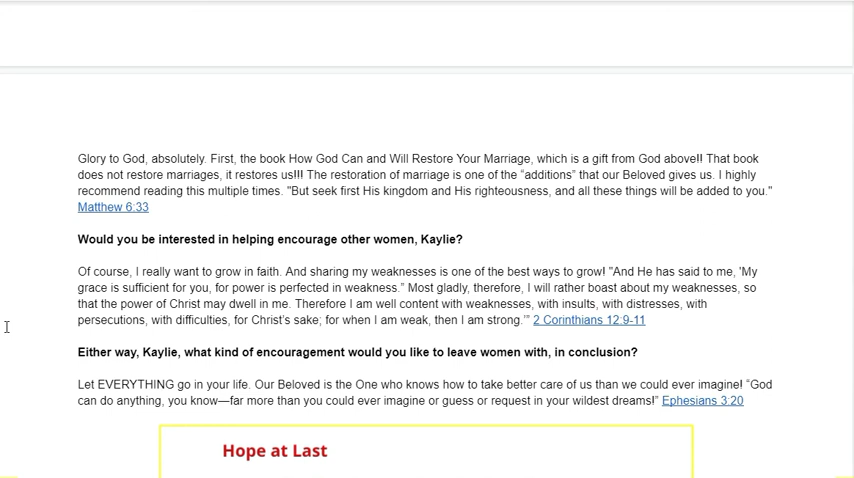 Glory to God, absolutely. First, the book How God Can and Will Restore Your Marriage, which is a gift from God above!! That book
does not restore marriages, it restores us!!! The restoration of marriage is one of the “additions” that our Beloved gives us. I highly
recommend reading this multiple times. "But seek first His kingdom and His righteousness, and all these things will be added to you."
Matthew 6:33
Would you be interested in helping encourage other women, Kaylie?
Of course, I really want to grow in faith. And sharing my weaknesses is one of the best ways to grow! "And He has said to me, 'My
grace is sufficient for you, for power is perfected in weakness.” Most gladly, therefore, I will rather boast about my weaknesses, so
that the power of Christ may dwell in me. Therefore I am well content with weaknesses, with insults, with distresses, with
persecutions, with difficulties, for Christ’s sake; for when I am weak, then I am strong.’” 2 Corinthians 12:9-11
Either way, Kaylie, what kind of encouragement would you like to leave women with, in conclusion?
Let EVERYTHING go in your life. Our Beloved is the One who knows how to take better care of us than we could ever imagine! “God
can do anything, you know—far more than you could ever imagine or guess or request in your wildest dreams!” Ephesians 3:20
Hope at Last